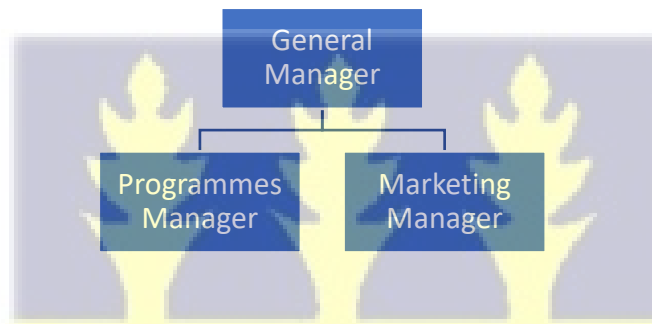 General
Manager
Programmes
Manager
Marketing
Manager